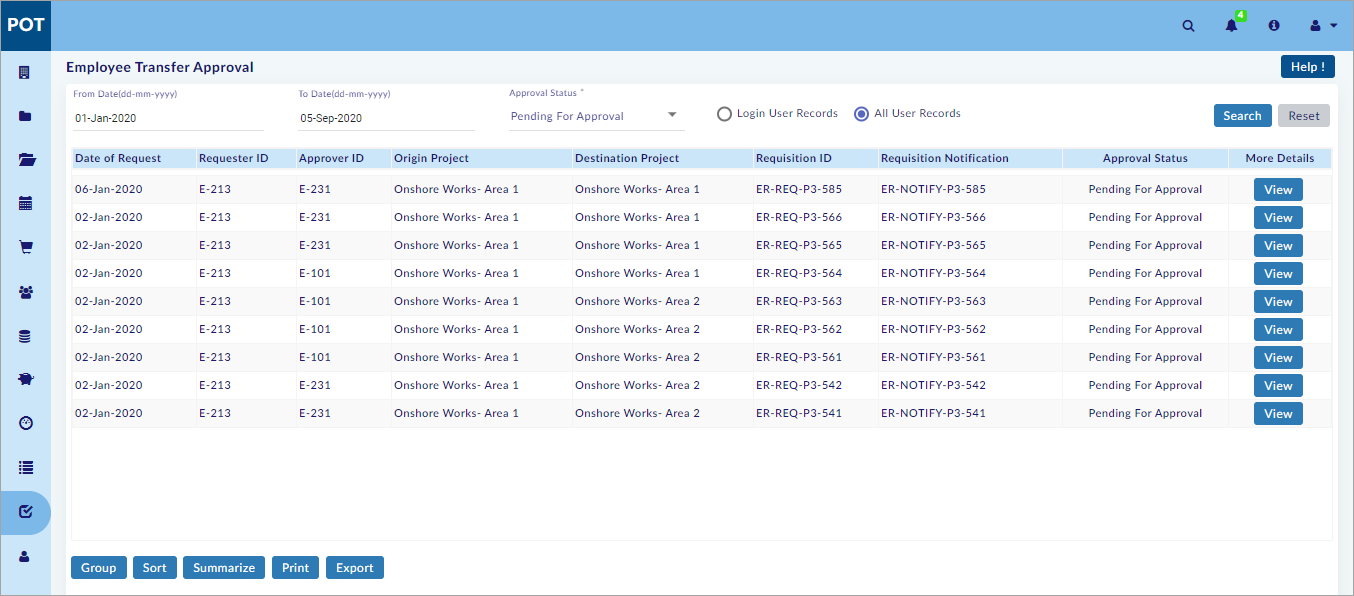 POT
4
Employee Transfer Approval Help !
From Date(dd-mm-yyyy) To Date(dd-mm-yyyy) Approval Status *
01-Jan-2020 05-Sep-2020 Pending For Approval Login User Records All User Records Search Reset
Date of Request Requester ID Approver ID Origin Project Destination Project Requisition ID Requisition Notification Approval Status More Details
06-Jan-2020 E-213 E-231 Onshore Works- Area 1 Onshore Works- Area 1 ER-REQ-P3-585 ER-NOTIFY-P3-585 Pending For Approval View
02-Jan-2020 E-213 E-231 Onshore Works- Area 1 Onshore Works- Area 1 ER-REQ-P3-566 ER-NOTIFY-P3-566 Pending For Approval View
02-Jan-2020 E-213 E-231 Onshore Works- Area 1 Onshore Works- Area 1 ER-REQ-P3-565 ER-NOTIFY-P3-565 Pending For Approval View
02-Jan-2020 E-213 E-101 Onshore Works- Area 1 Onshore Works- Area 1 ER-REQ-P3-564 ER-NOTIFY-P3-564 Pending For Approval View
02-Jan-2020 E-213 E-101 Onshore Works- Area 1 Onshore Works- Area 2 ER-REQ-P3-563 ER-NOTIFY-P3-563 Pending For Approval View
02-Jan-2020 E-213 E-101 Onshore Works- Area 1 Onshore Works- Area 2 ER-REQ-P3-562 ER-NOTIFY-P3-562 Pending For Approval View
02-Jan-2020 E-213 E-101 Onshore Works- Area 1 Onshore Works- Area 2 ER-REQ-P3-561 ER-NOTIFY-P3-561 Pending For Approval View
02-Jan-2020 E-213 E-231 Onshore Works- Area 1 Onshore Works- Area 2 ER-REQ-P3-542 ER-NOTIFY-P3-542 Pending For Approval View
02-Jan-2020 E-213 E-231 Onshore Works- Area 1 Onshore Works- Area 2 ER-REQ-P3-541 ER-NOTIFY-P3-541 Pending For Approval View
Group Sort Summarize Print Export